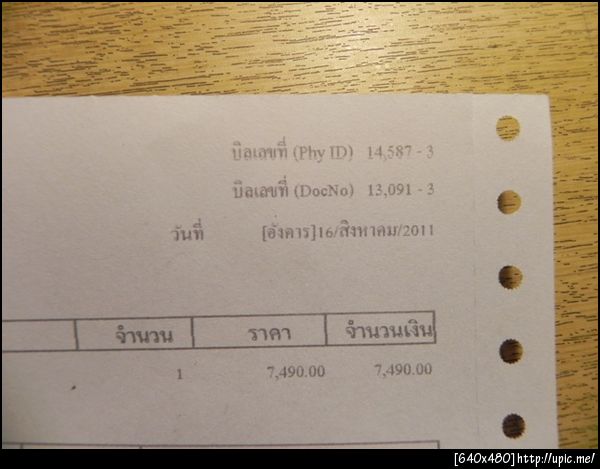 บิลเลขที่ (Phy ID) 14,587 - 3
บิลเลขที่ (DocNo) 13,091 - 3
วันที่ [อังคาร]16/สิงหาคม/2011
จำนวน ราคา จำนวนเงิน
1 7,490.00 7,490.00
[640x480]http://upic.me/